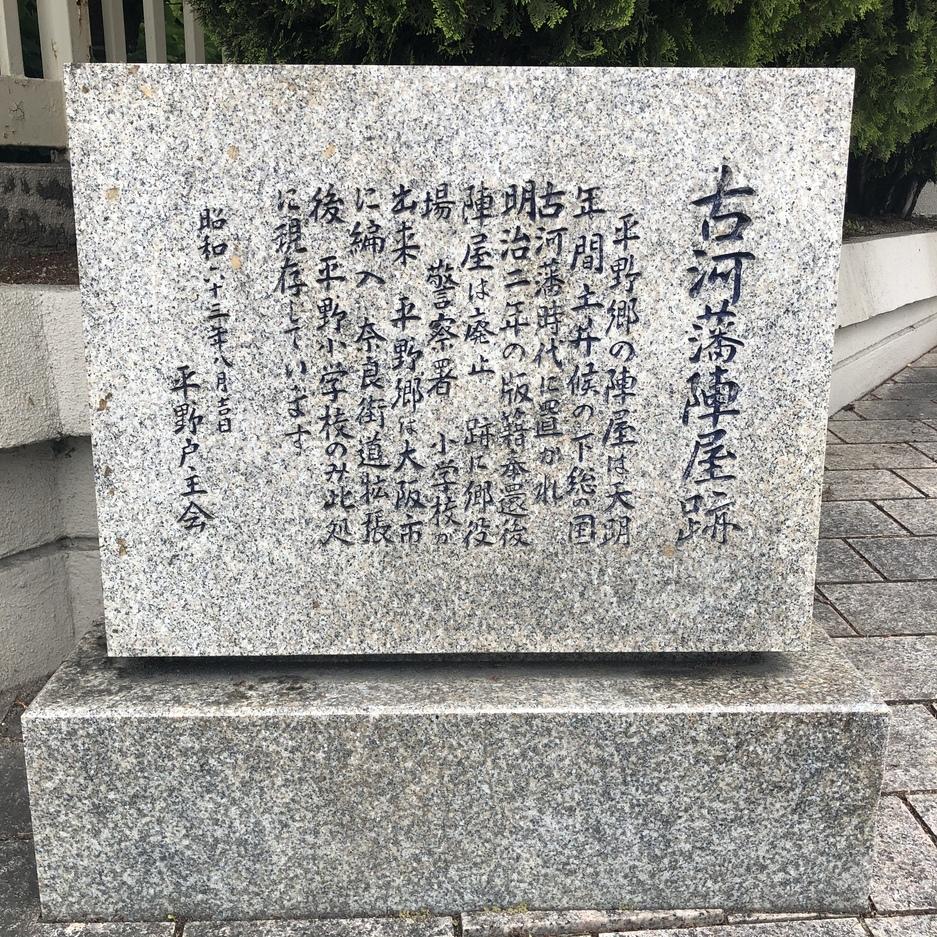 古河藩陣屋跡
平野郷の陣屋は天明
年間 土井候の下総の国
古河藩時代に置かれ
明治二年の版籍奉還後
陣屋は廃止 跡に郷役
場 警察署 小学校が
出来 平野郷は大阪市
に編入 奈良街道拡張
後 平野小学校のみ此処
に現存しています
昭和六十三年八月吉日
平野戸主会